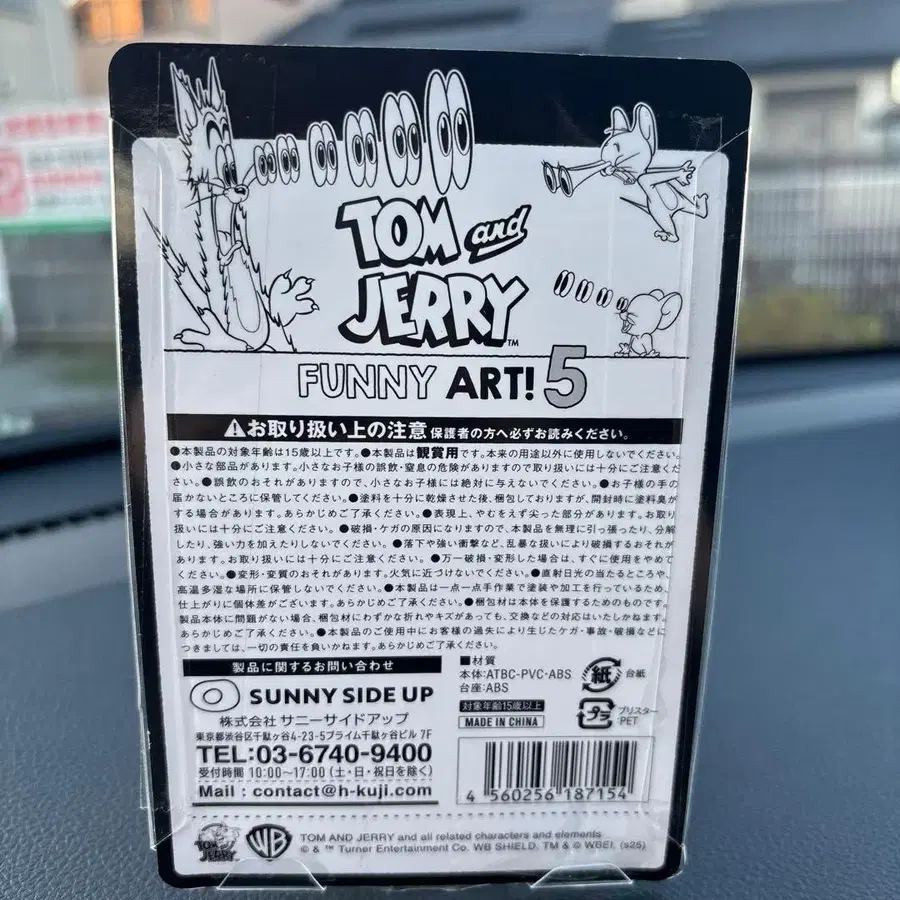 TOM and
JERRY™
FUNNY ART! 5
お取り扱い上の注意 保護者の方へ必ずお読みください。
●本製品の対象年齢は15歳以上です。●本製品は観賞用です。本来の用途以外に使用しないでください。
●小さな部品があります。小さなお子様の誤飲・窒息の危険がありますので取り扱いには十分にご注意くだ
さい。●誤飲のおそれがありますので、小さなお子様には絶対に与えないでください。●お子様の手の
届かないところに保管してください。●塗料を十分に乾燥させた後、梱包しておりますが、開封時に塗料臭が
する場合があります。あらかじめご了承ください。●表現上、やむをえず尖った部分があります。お取り
扱いには十分にご注意ください。●破損・ケガの原因になりますので、本製品を無理に引っ張ったり、分解
したり、強い力を加えたりしないでください。●落下や強い衝撃など、乱暴な扱いにより破損するおそれが
あります。お取り扱いには十分にご注意ください。●万一破損・変形した場合は、すぐに使用をやめて
ください。●変形・変質のおそれがあります。火気に近づけないでください。●直射日光の当たるところや、
高温多湿な場所に保管しないでください。●本製品は一点一点手作業で塗装や加工を行っているため、
仕上がりに個体差がございます。あらかじめご了承ください。●梱包材は本体を保護するためのものです。
製品本体に問題がない場合、梱包材にわずかな折れやキズがあっても、交換などの対応はいたしかねます。
あらかじめご了承ください。●本製品のご使用中にお客様の過失により生じたケガ・事故・破損などに
つきましては、一切の責任を負いかねます。あらかじめご了承ください。
製品に関するお問い合わせ
SUNNY SIDE UP
株式会社 サニーサイドアップ
東京都渋谷区千駄ヶ谷4-23-5プライム千駄ヶ谷ビル 7F
TEL:03-6740-9400
受付時間 10:00〜17:00 (土・日・祝日を除く)
Mail : contact@h-kuji.com
■材質
本体:ATBC-PVC・ABS
台座:ABS
対象年齢15歳以上
MADE IN CHINA
紙 台紙
プラ ブリスター
:PET
4 560256 187154
TOM and JERRY
WB
TOM AND JERRY and all related characters and elements
© & ™ Turner Entertainment Co. WB SHIELD. TM & © WBEI. (s25)